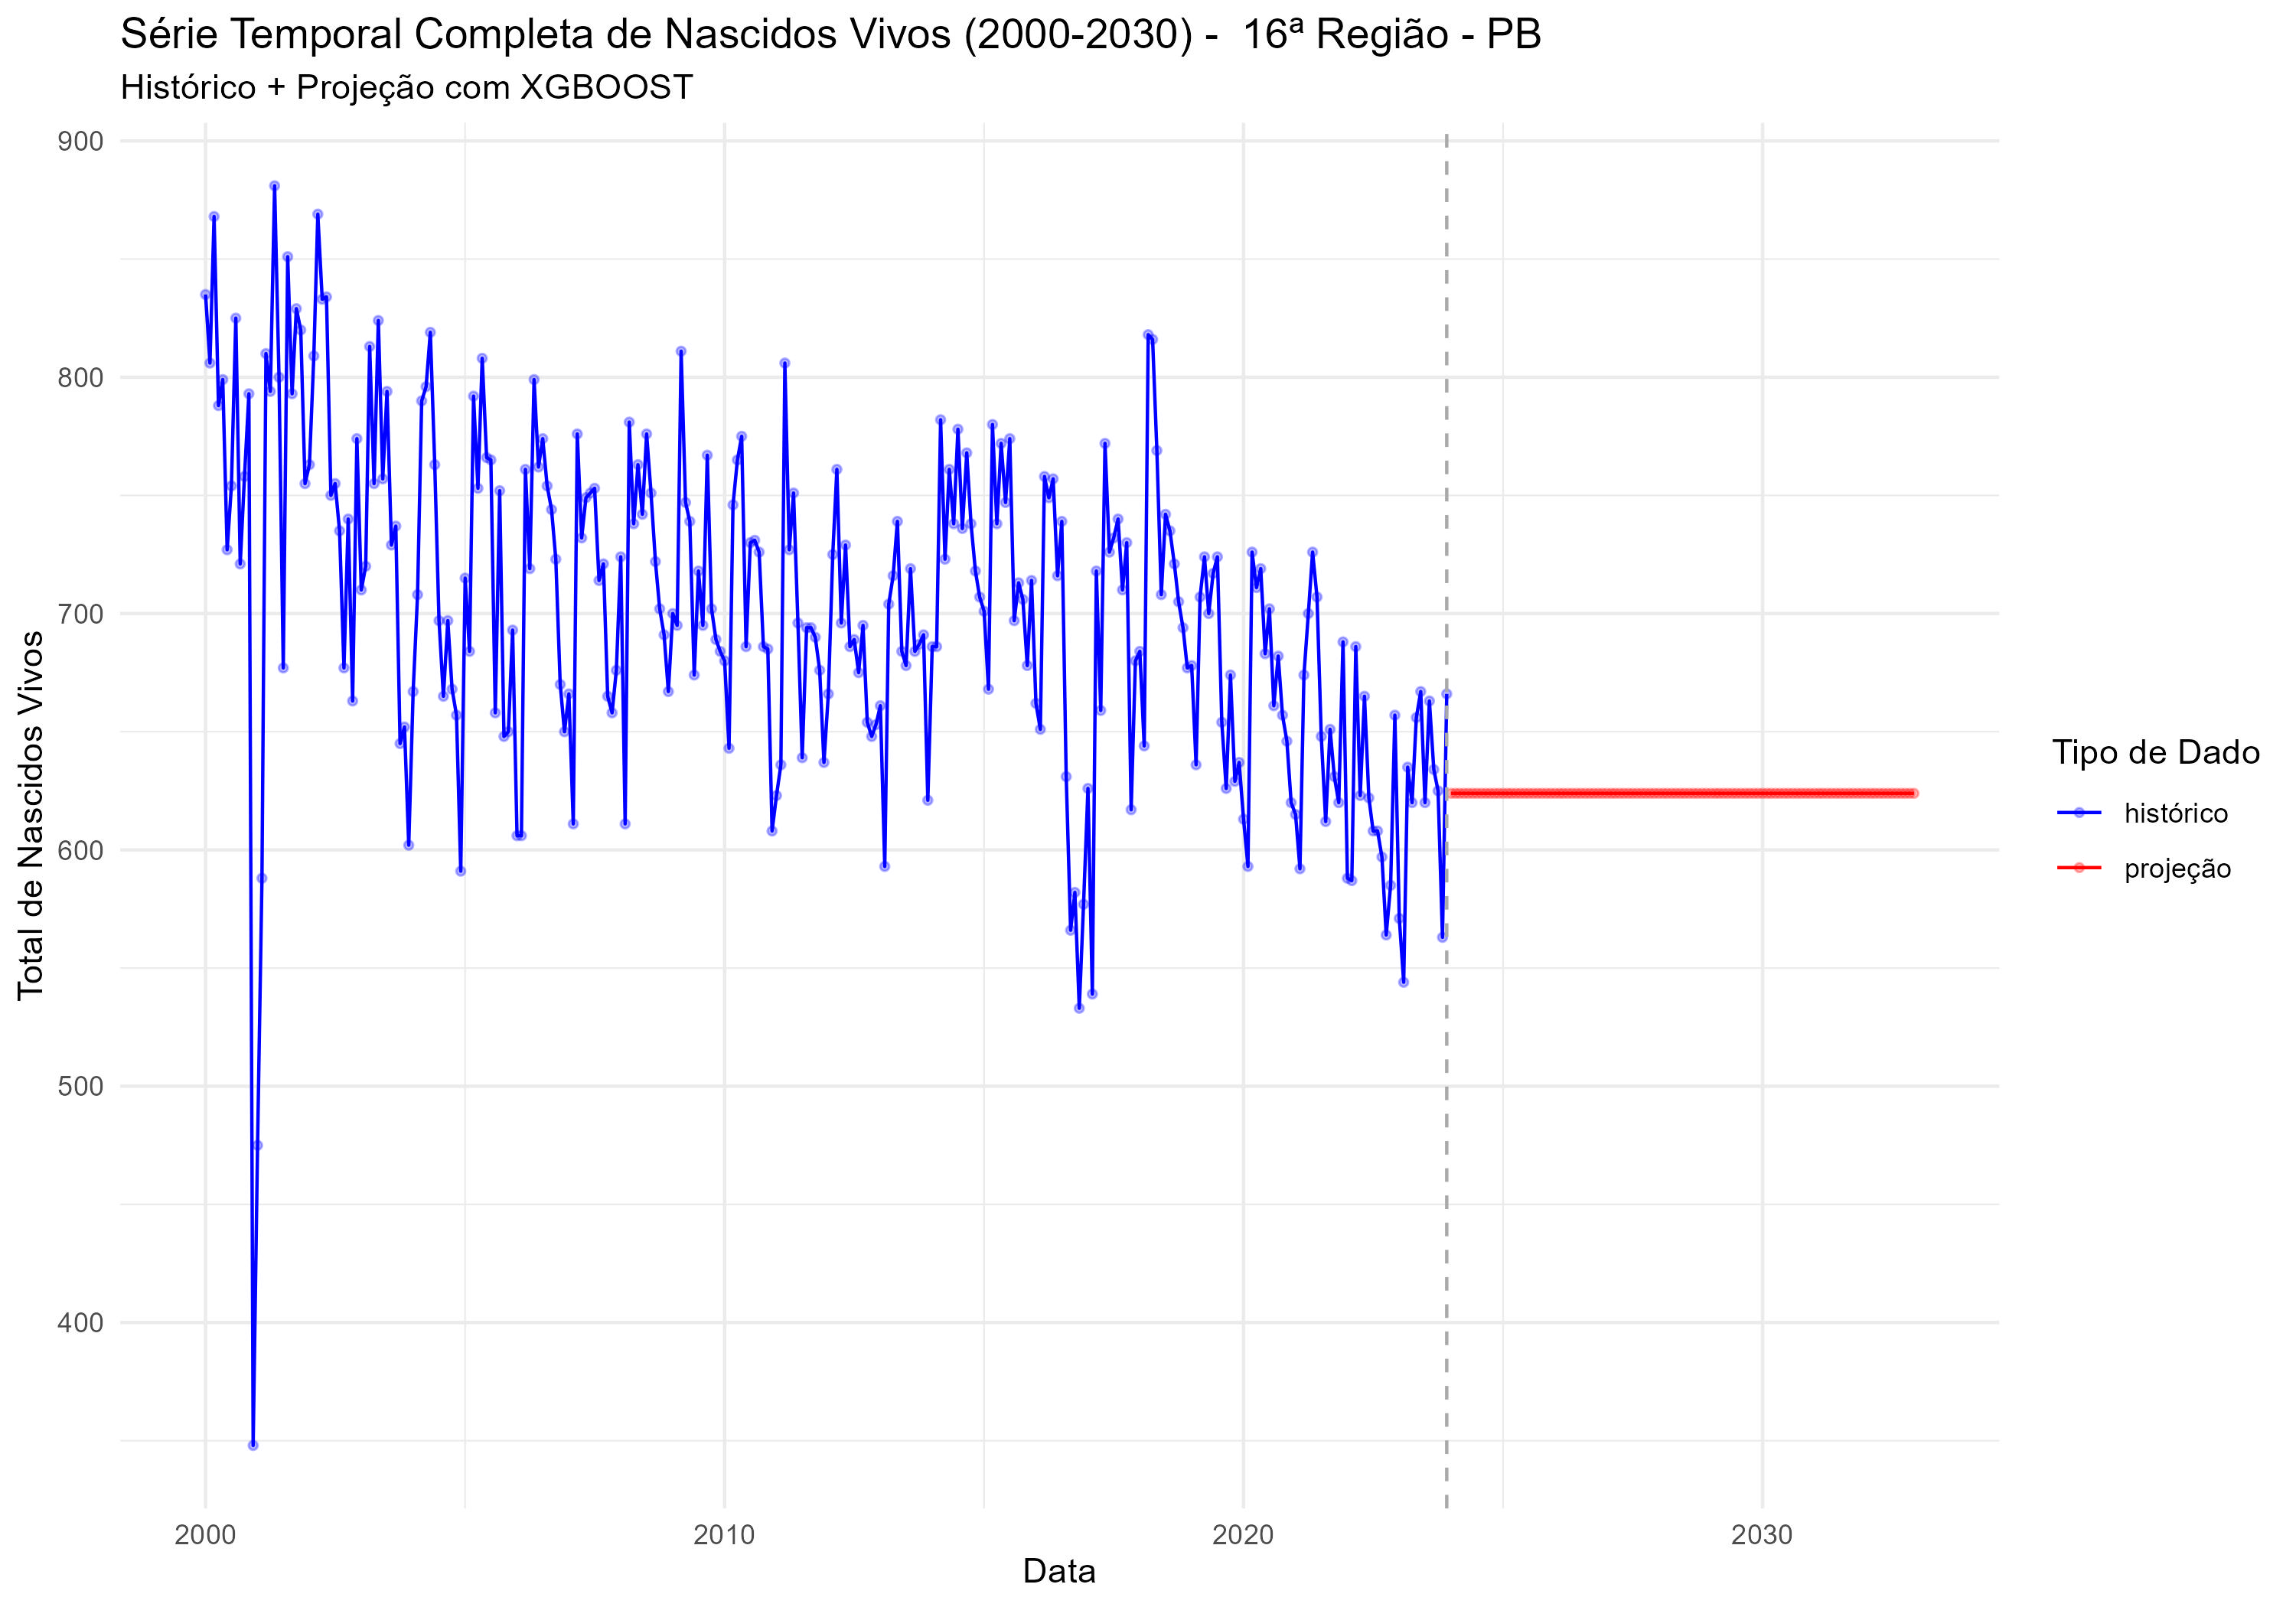 Série Temporal Completa de Nascidos Vivos (2000-2030) -  16ª Região - PB
Histórico + Projeção com XGBOOST
Total de Nascidos Vivos
900
800
700
600
500
400
2000
2010
2020
2030
Data
Tipo de Dado
histórico
projeção